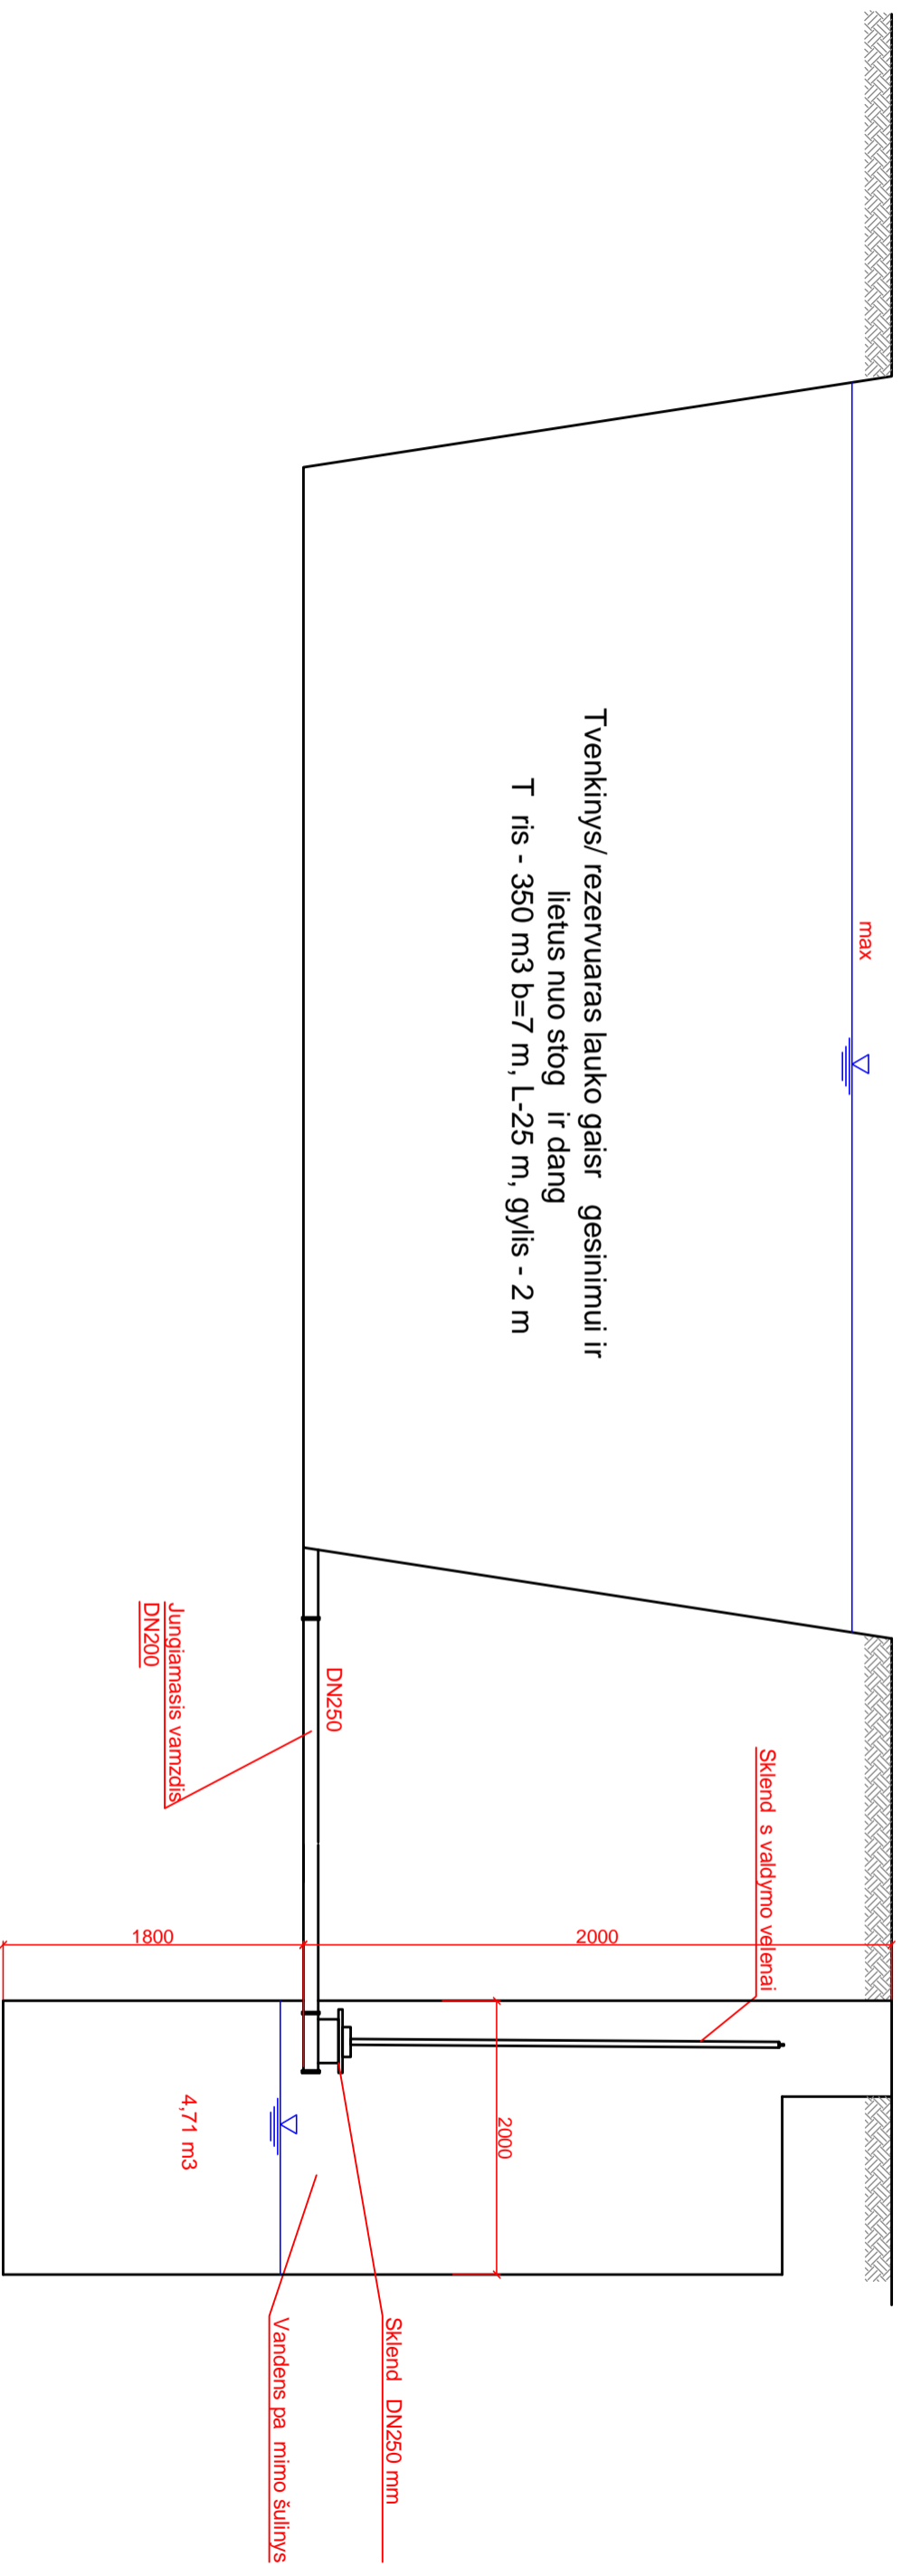 max
Tvenkinys/ rezervuaras lauko gaisr gesinimui ir
lietus nuo stog ir dang
T ris - 350 m3 b=7 m, L-25 m, gylis - 2 m
Sklend s valdymo velenai
DN250
Jungiamasis vamzdis
DN200
2000
1800
2000
4,71 m3
Sklend DN250 mm
Vandens pa mimo šulinys